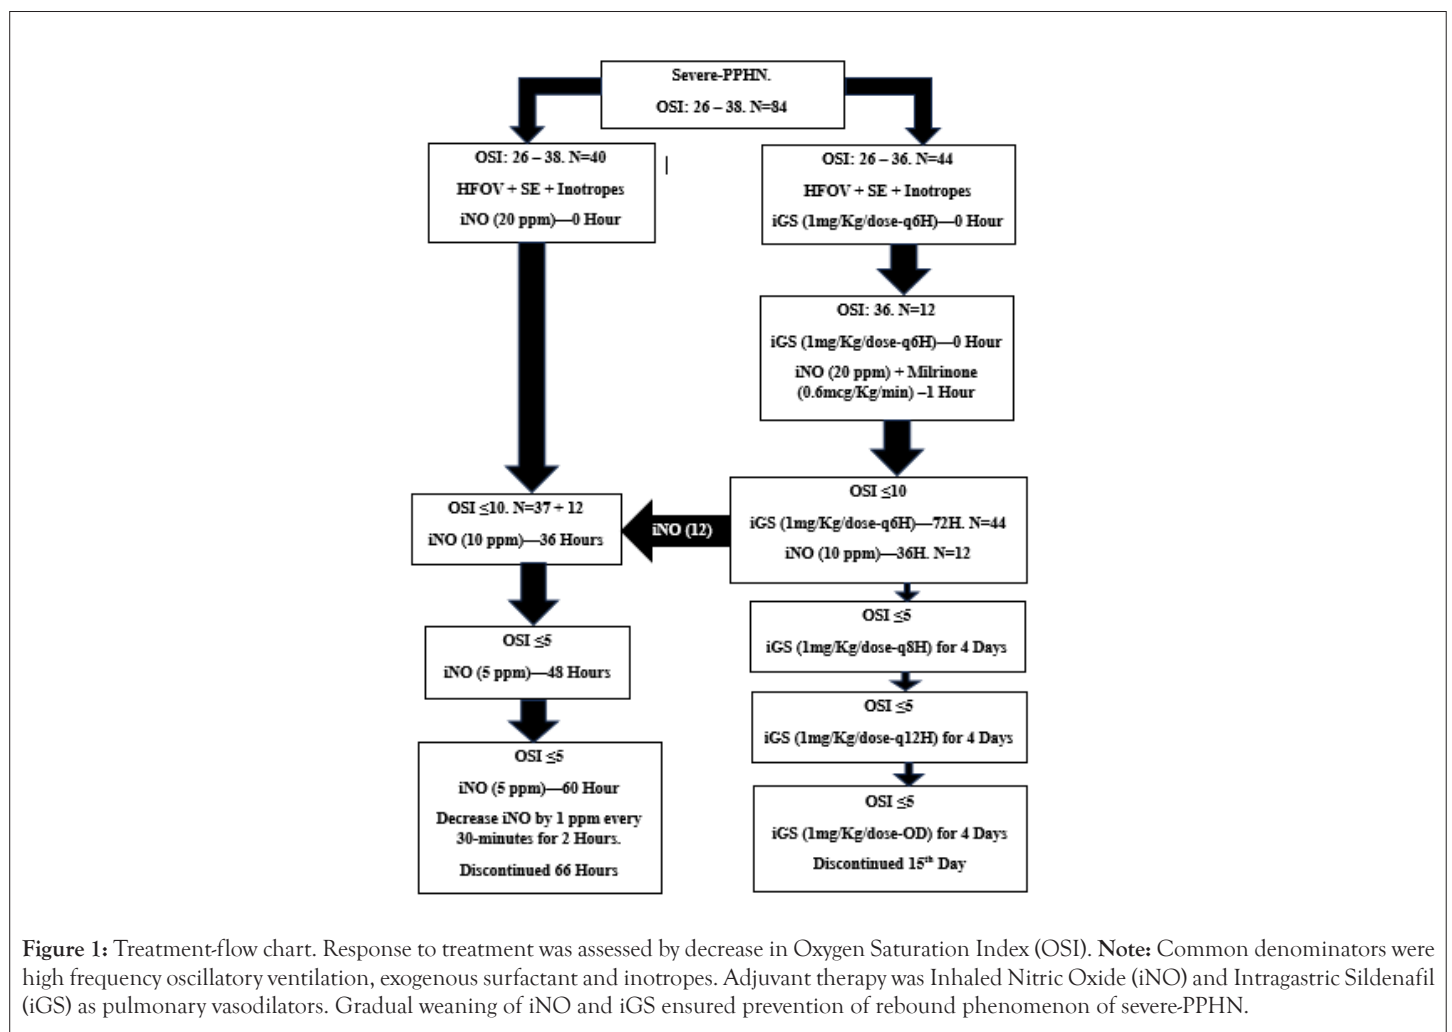 Severe-PPHN.
OSI: 26 – 38. N=84
OSI: 26 – 38. N=40
HFOV + SE + Inotropes
iNO (20 ppm)—0 Hour
OSI: 26 – 36. N=44
HFOV + SE + Inotropes
iGS (1mg/Kg/dose-q6H)—0 Hour
OSI: 36. N=12
iGS (1mg/Kg/dose-q6H)—0 Hour
iNO (20 ppm) + Milrinone
(0.6mcg/Kg/min) –1 Hour
OSI ≤10. N=37 + 12
iNO (10 ppm)—36 Hours
iNO (12)
OSI ≤10
iGS (1mg/Kg/dose-q6H)—72H. N=44
iNO (10 ppm)—36H. N=12
OSI ≤5
iNO (5 ppm)—48 Hours
OSI ≤5
iGS (1mg/Kg/dose-q8H) for 4 Days
OSI ≤5
iGS (1mg/Kg/dose-q12H) for 4 Days
OSI ≤5
iNO (5 ppm)—60 Hour
Decrease iNO by 1 ppm every
30-minutes for 2 Hours.
Discontinued 66 Hours
OSI ≤5
iGS (1mg/Kg/dose-OD) for 4 Days
Discontinued 15th Day
Figure 1: Treatment-flow chart. Response to treatment was assessed by decrease in Oxygen Saturation Index (OSI). Note: Common denominators were
high frequency oscillatory ventilation, exogenous surfactant and inotropes. Adjuvant therapy was Inhaled Nitric Oxide (iNO) and Intragastric Sildenafil
(iGS) as pulmonary vasodilators. Gradual weaning of iNO and iGS ensured prevention of rebound phenomenon of severe-PPHN.